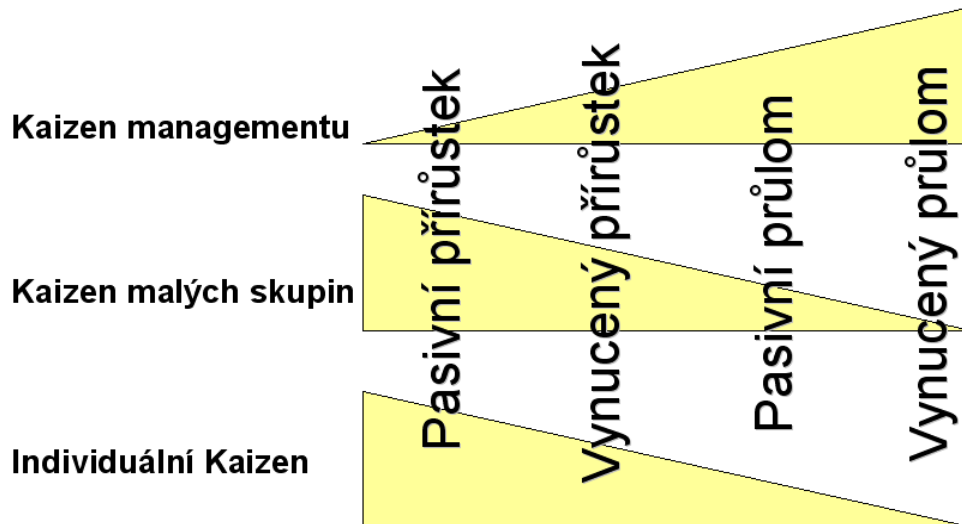 Kaizen managementu
Kaizen malých skupin
Individuální Kaizen
Pasivní přírůstek
Vynucený přírůstek
Pasivní průlom
Vynucený průlom